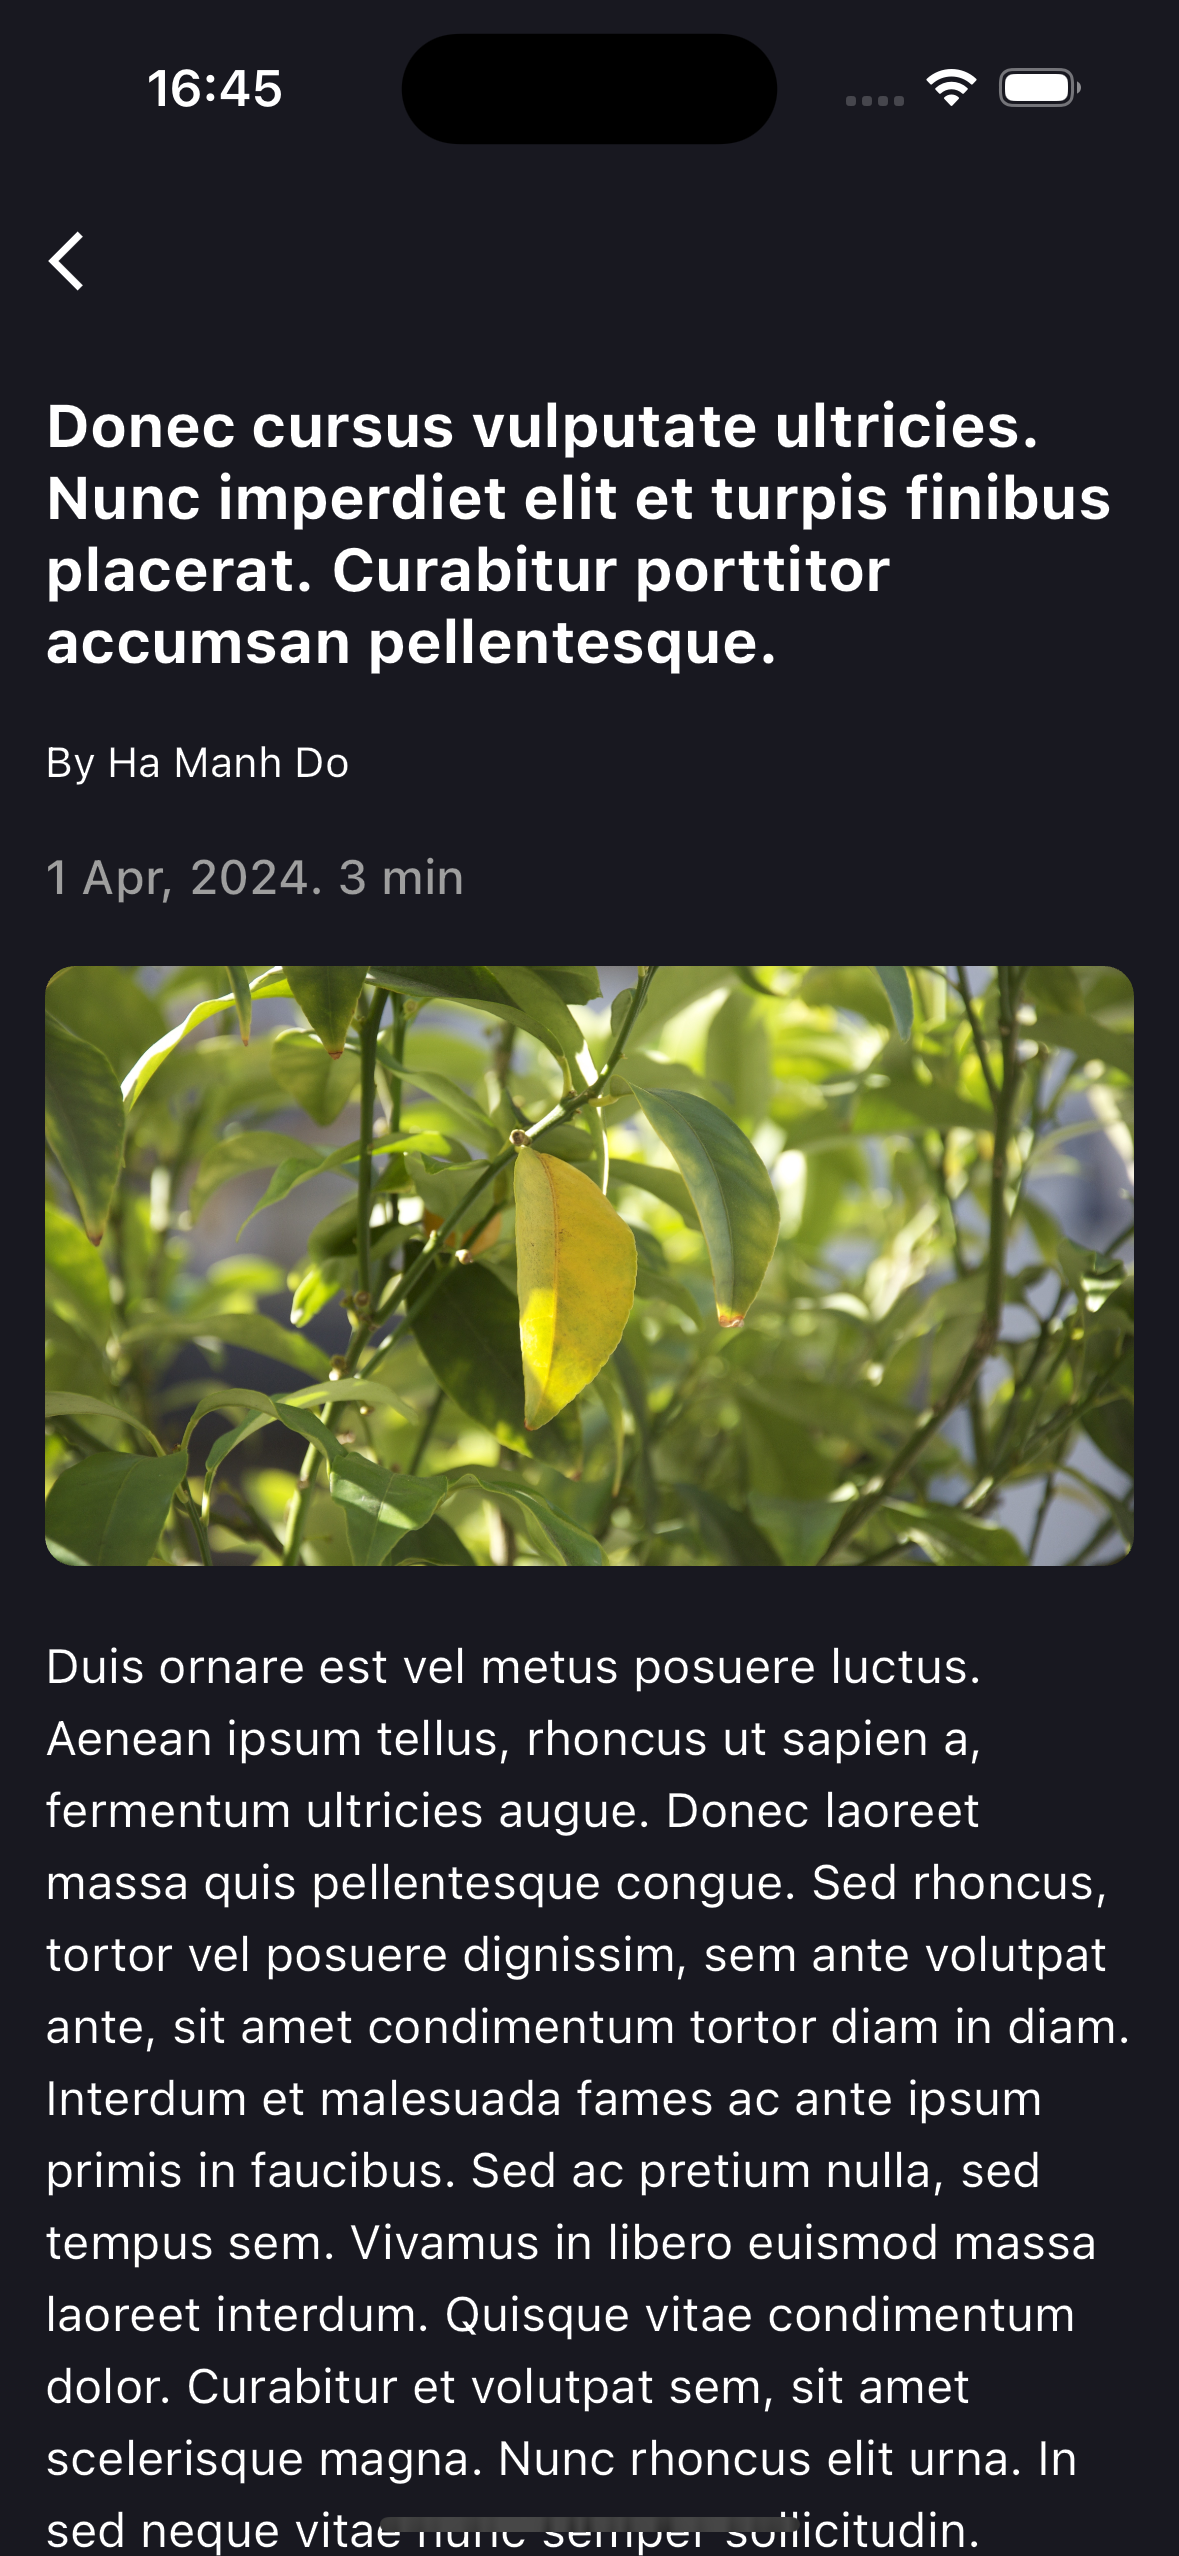 16:45
Donec cursus vulputate ultricies.
Nunc imperdiet elit et turpis finibus
placerat. Curabitur porttitor
accumsan pellentesque.
By Ha Manh Do
1 Apr, 2024. 3 min
Duis ornare est vel metus posuere luctus.
Aenean ipsum tellus, rhoncus ut sapien a,
fermentum ultricies augue. Donec laoreet
massa quis pellentesque congue. Sed rhoncus,
tortor vel posuere dignissim, sem ante volutpat
ante, sit amet condimentum tortor diam in diam.
Interdum et malesuada fames ac ante ipsum
primis in faucibus. Sed ac pretium nulla, sed
tempus sem. Vivamus in libero euismod massa
laoreet interdum. Quisque vitae condimentum
dolor. Curabitur et volutpat sem, sit amet
scelerisque magna. Nunc rhoncus elit urna. In
sed neque vitae nunc semper sollicitudin.